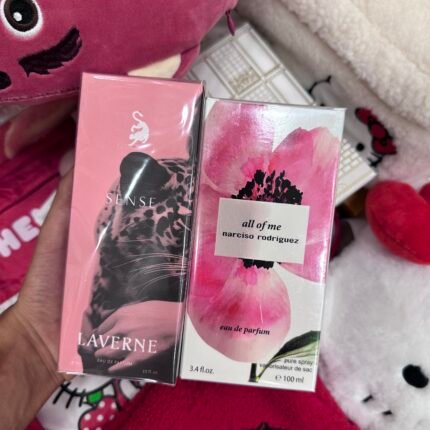 SENSE
LAVERNE
EAU DE PARFUM
all of me
narciso rodriguez
eau de parfum
3.4 fl.oz.
pure spray
vaporisateur de sac
℮ 100 ml
HE